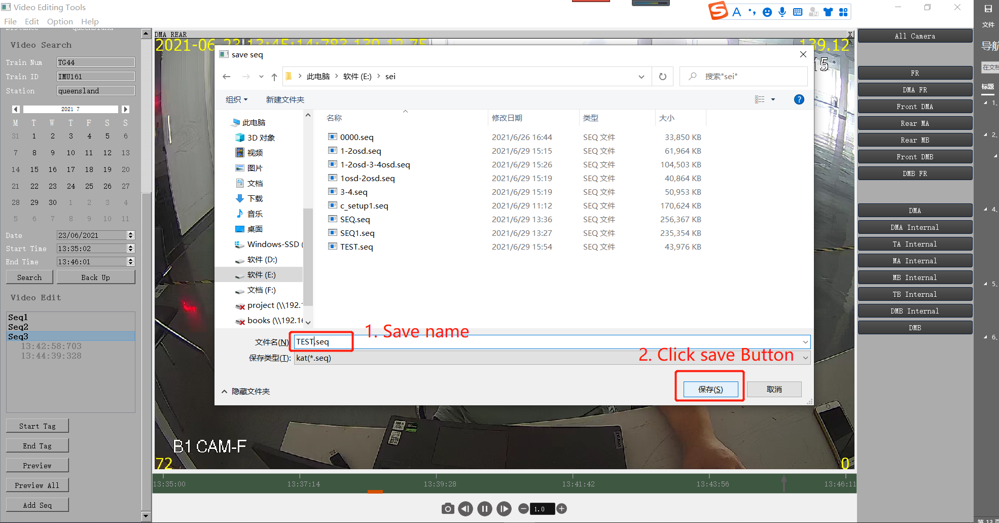 Video Editing Tools
File Edit Option Help
Distance queensland
Video Search
Train Num TG44
Train ID IMU161
Station queensland
2021 7
M T W T F S S
31 1 2 3 4 5 6
7 8 9 10 11 12 13
14 15 16 17 18 19 20
21 22 23 24 25 26 27
28 29 30 1 2 3 4
5 6 7 8 9 10 11
Date 23/06/2021
Start Time 13:35:02
End Time 13:46:01
Search Back Up
Video Edit
Seq1
Seq2
Seq3
13:42:58:703
13:44:39:328
Start Tag
End Tag
Preview
Preview All
Add Seq
DMA REAR X
2021-06-23 13:45:14:783 139.12 75
139.12
15
save seq
此电脑 > 软件 (E:) > sei
搜索"sei"
组织 新建文件夹
此电脑
3D 对象
视频
图片
文档
下载
音乐
桌面
Windows-SSD (
软件 (D:)
软件 (E:)
文档 (F:)
project (\\192.1
books (\\192.16
名称 修改日期 类型 大小
0000.seq 2021/6/26 16:44 SEQ 文件 33,850 KB
1-2osd.seq 2021/6/29 15:15 SEQ 文件 61,964 KB
1-2osd-3-4osd.seq 2021/6/29 15:26 SEQ 文件 104,503 KB
1osd-2osd.seq 2021/6/29 15:19 SEQ 文件 40,864 KB
3-4.seq 2021/6/29 15:19 SEQ 文件 50,953 KB
c_setup1.seq 2021/6/29 11:12 SEQ 文件 170,624 KB
SEQ.seq 2021/6/29 13:36 SEQ 文件 256,367 KB
SEQ1.seq 2021/6/29 13:27 SEQ 文件 235,354 KB
TEST.seq 2021/6/29 15:54 SEQ 文件 43,976 KB
1. Save name
文件名(N) TEST.seq
保存类型(T): kat(*.seq)
2. Click save Button
隐藏文件夹 保存(S) 取消
B1 CAM-F
72 0
13:35:00 13:37:14 13:39:28 13:41:42 13:43:56 13:46:11
1.0
All Camera
FR
DMA FR
Front DMA
Rear MA
Rear MB
Front DMB
DMB FR
DMA
DMA Internal
TA Internal
MA Internal
MB Internal
TB Internal
DMB Internal
DMB
文件
导航
在文档
标题
1、
2、
4、
5、
6、
第 13 页